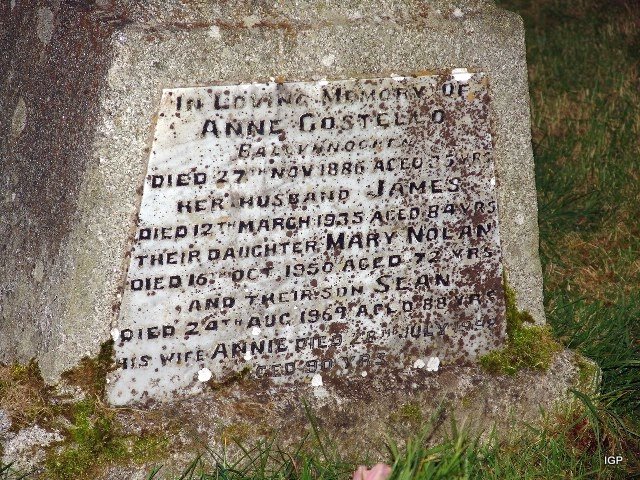 IN LOVING MEMORY OF
ANNE COSTELLO
BALLYNOCKEN
DIED 27TH NOV 1886 AGED 35 YRS
HER HUSBAND JAMES
DIED 12TH MARCH 1935 AGED 84 YRS
THEIR DAUGHTER MARY NOLAN
DIED 16TH OCT 1950 AGED 72 YRS
AND THEIR SON SEAN
DIED 24TH AUG 1969 AGED 88 YRS
HIS WIFE ANNIE DIED JULY
AGED 90 YRS
IGP